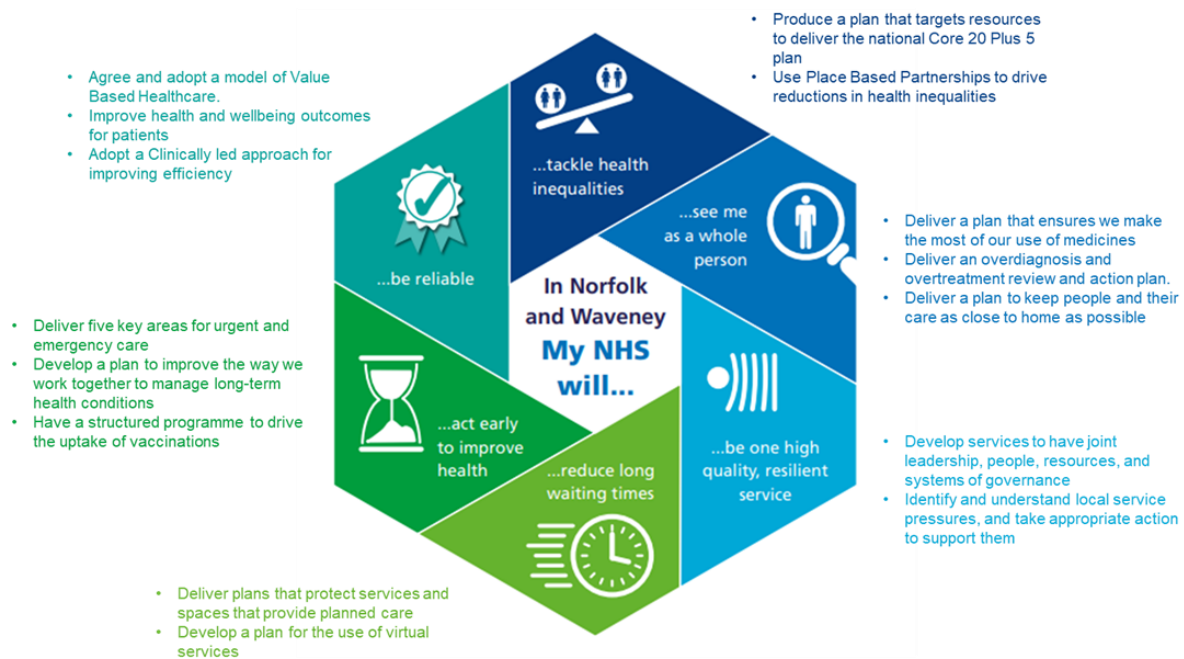 • Produce a plan that targets resources
to deliver the national Core 20 Plus 5
plan
• Use Place Based Partnerships to drive
reductions in health inequalities
• Agree and adopt a model of Value
Based Healthcare.
• Improve health and wellbeing outcomes
for patients
• Adopt a Clinically led approach for
improving efficiency
...tackle health
inequalities
...see me
as a whole
person
• Deliver a plan that ensures we make
the most of our use of medicines
• Deliver an overdiagnosis and
overtreatment review and action plan.
• Deliver a plan to keep people and their
care as close to home as possible
...be reliable
In Norfolk
and Waveney
My NHS
will...
• Deliver five key areas for urgent and
emergency care
• Develop a plan to improve the way we
work together to manage long-term
health conditions
• Have a structured programme to drive
the uptake of vaccinations
...act early
to improve
health
...reduce long
waiting times
...be one high
quality, resilient
service
• Develop services to have joint
leadership, people, resources, and
systems of governance
• Identify and understand local service
pressures, and take appropriate action
to support them
• Deliver plans that protect services and
spaces that provide planned care
• Develop a plan for the use of virtual
services